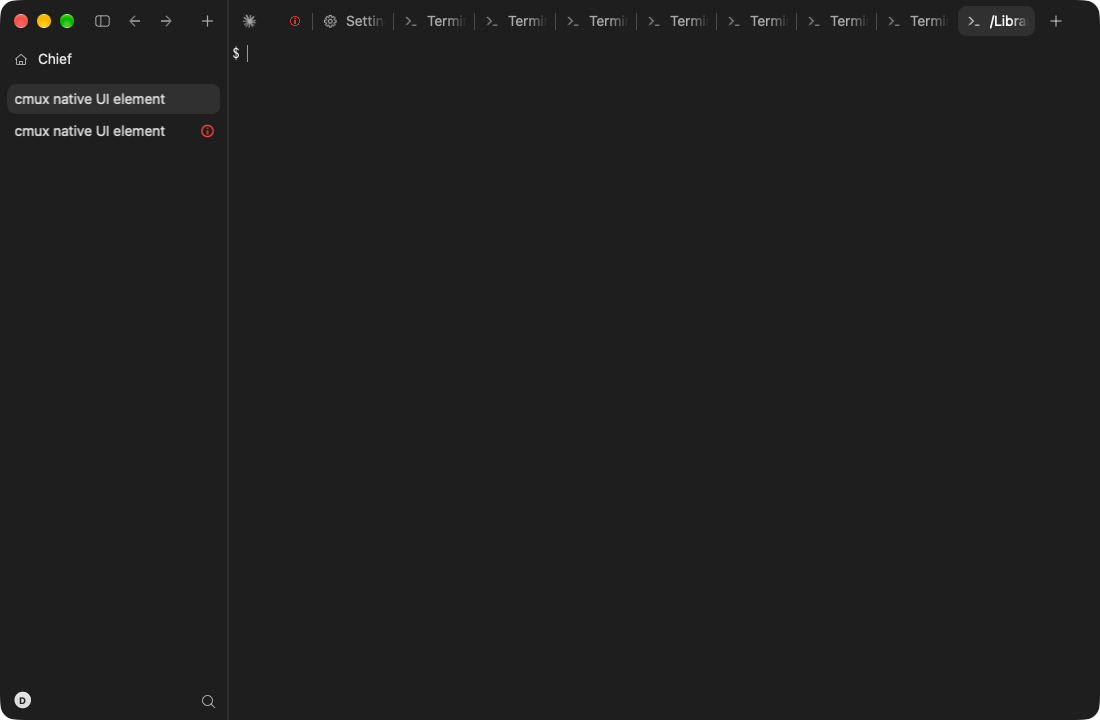 Settin
Termi
Termi
Termi
Termi
Termi
Termi
Termi
/Libra
Chief
$
cmux native UI element
cmux native UI element
D